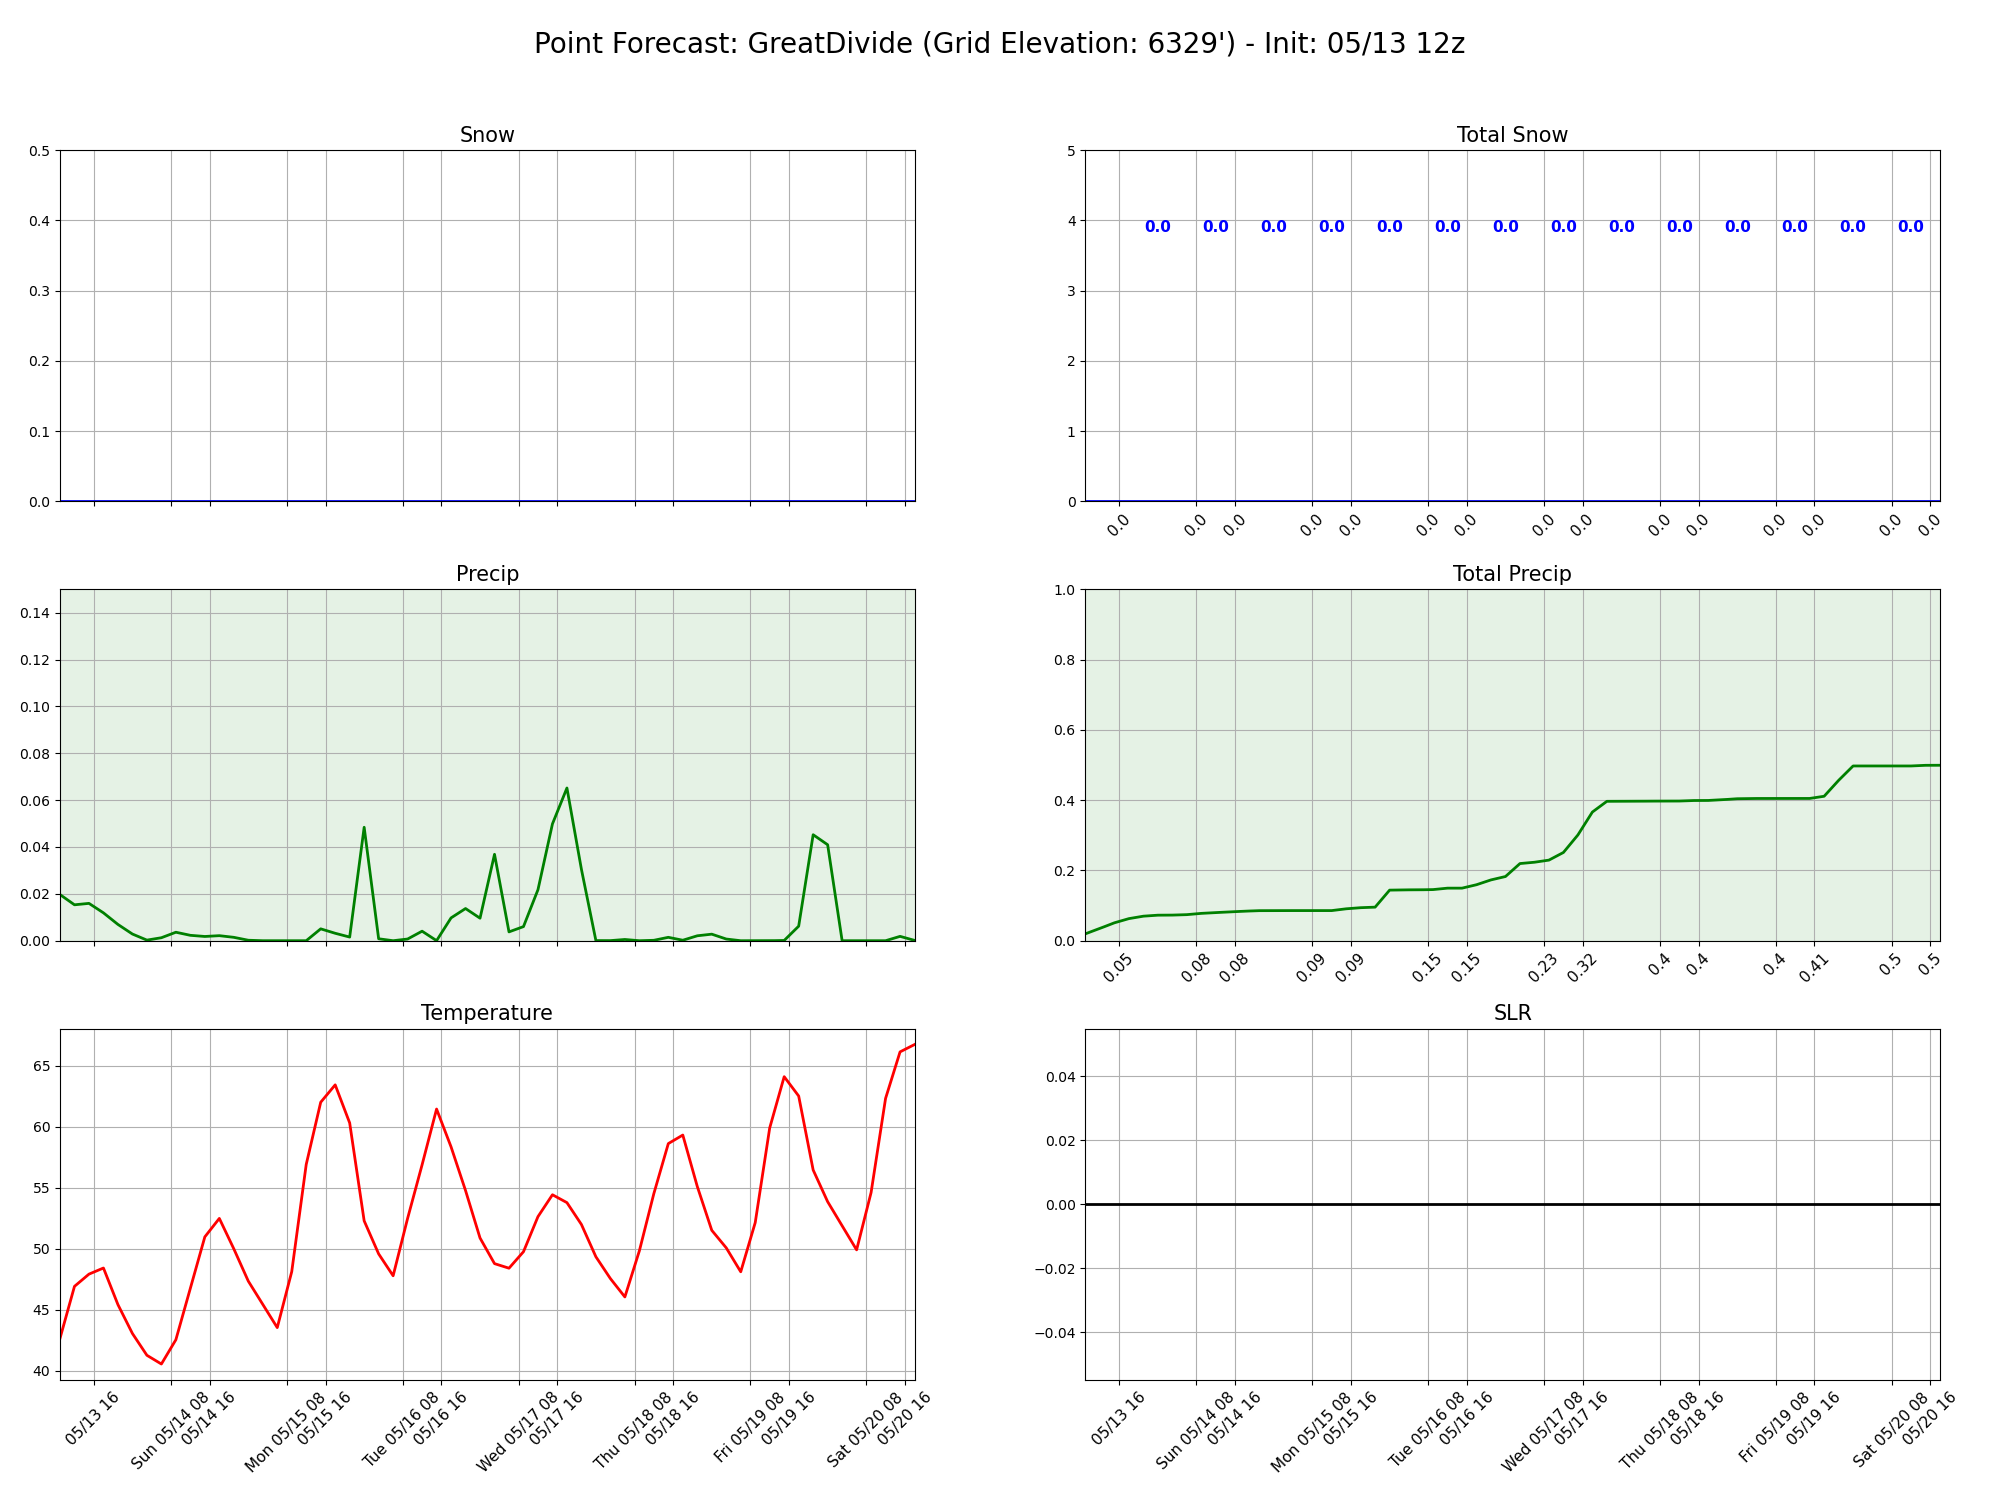 Point Forecast: GreatDivide (Grid Elevation: 6329') - Init: 05/13 12z
Snow
0.5
0.4
0.3
0.2
0.1
0.0
Total Snow
5
4
3
2
1
0
0.0 0.0 0.0 0.0 0.0 0.0 0.0 0.0 0.0 0.0 0.0 0.0 0.0 0.0
0.0 0.0 0.0 0.0 0.0 0.0 0.0 0.0 0.0 0.0 0.0 0.0 0.0 0.0 0.0
Precip
0.14
0.12
0.10
0.08
0.06
0.04
0.02
0.00
Total Precip
1.0
0.8
0.6
0.4
0.2
0.0
0.05 0.08 0.08 0.09 0.09 0.15 0.15 0.23 0.32 0.4 0.4 0.4 0.41 0.5 0.5
Temperature
65
60
55
50
45
40
05/13 16
Sun 05/14 08
05/14 16
Mon 05/15 08
05/15 16
Tue 05/16 08
05/16 16
Wed 05/17 08
05/17 16
Thu 05/18 08
05/18 16
Fri 05/19 08
05/19 16
Sat 05/20 08
05/20 16
SLR
0.04
0.02
0.00
−0.02
−0.04
05/13 16
Sun 05/14 08
05/14 16
Mon 05/15 08
05/15 16
Tue 05/16 08
05/16 16
Wed 05/17 08
05/17 16
Thu 05/18 08
05/18 16
Fri 05/19 08
05/19 16
Sat 05/20 08
05/20 16